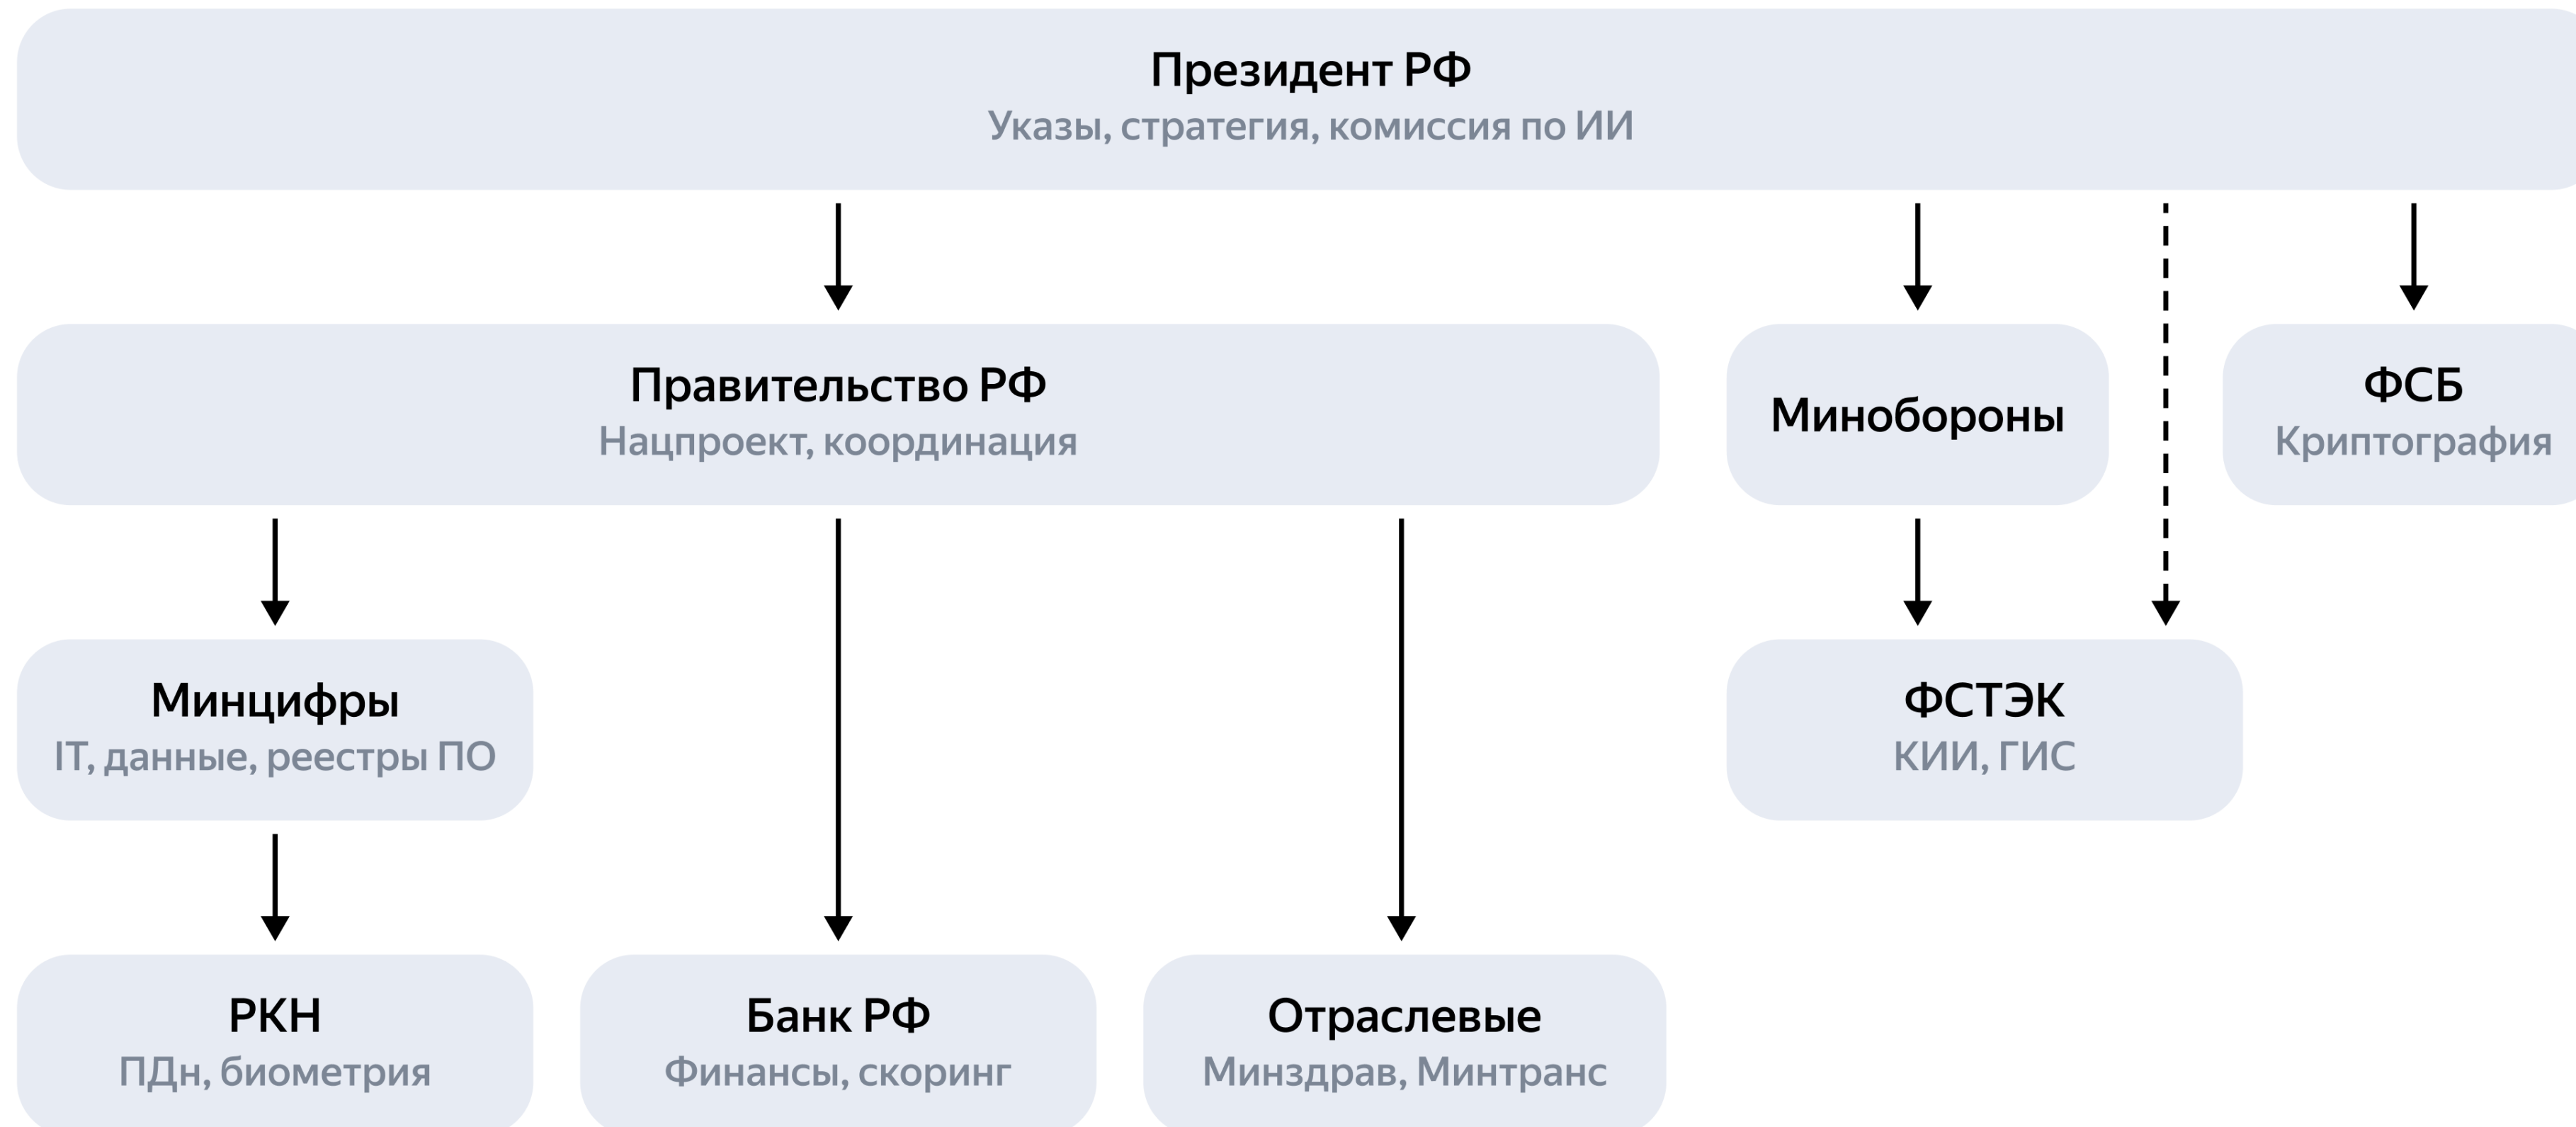 Президент РФ
Указы, стратегия, комиссия по ИИ
Правительство РФ
Нацпроект, координация
Минобороны
ФСБ
Криптография
Минцифры
IT, данные, реестры ПО
ФСТЭК
КИИ, ГИС
РКН
ПДн, биометрия
Банк РФ
Финансы, скоринг
Отраслевые
Минздрав, Минтранс